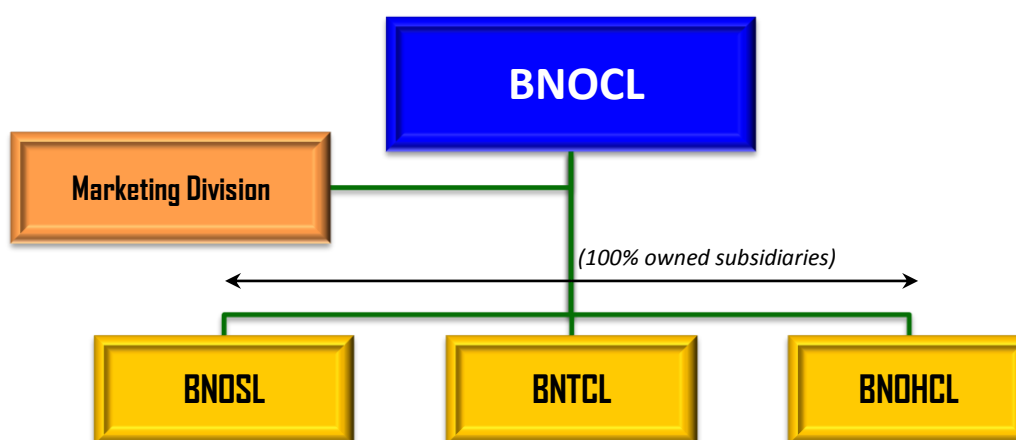 BNOCL
Marketing Division
(100% owned subsidiaries)
BNOSL
BNTCL
BNOHCL